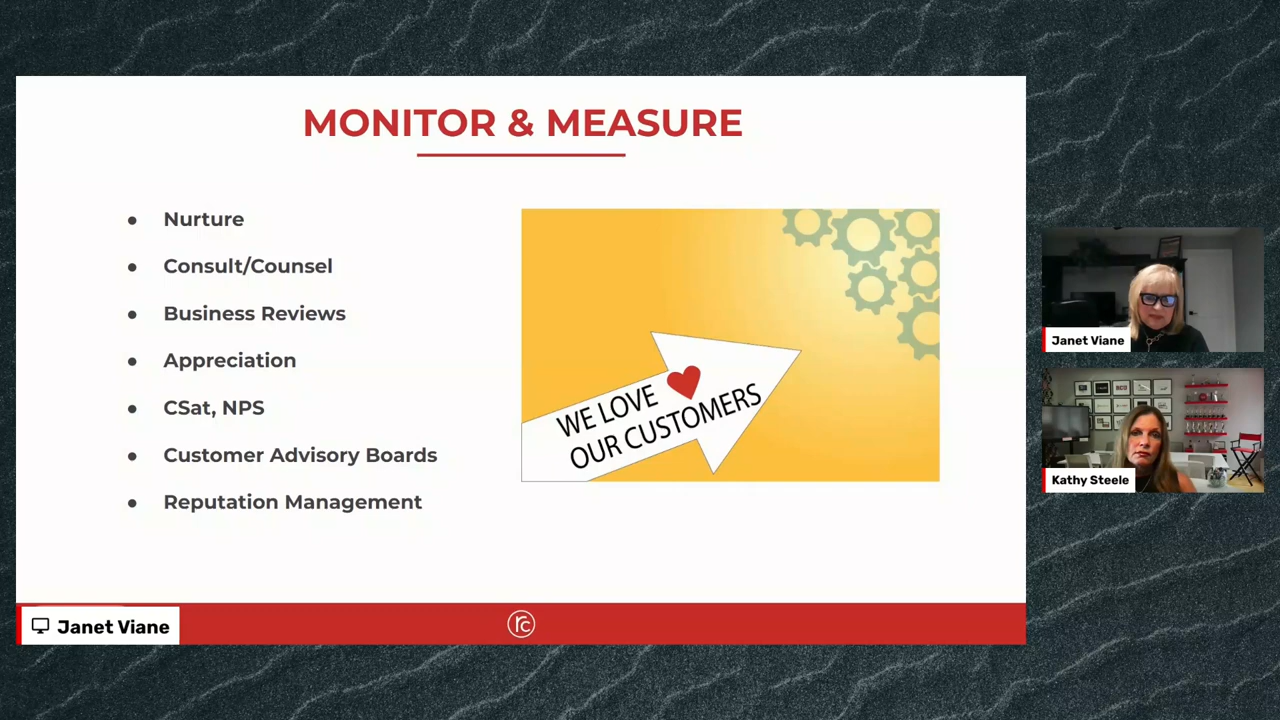 MONITOR & MEASURE
● Nurture
● Consult/Counsel
● Business Reviews
● Appreciation
● CSat, NPS
● Customer Advisory Boards
● Reputation Management
WE LOVE
OUR CUSTOMERS
rc
Janet Viane
Janet Viane
Kathy Steele